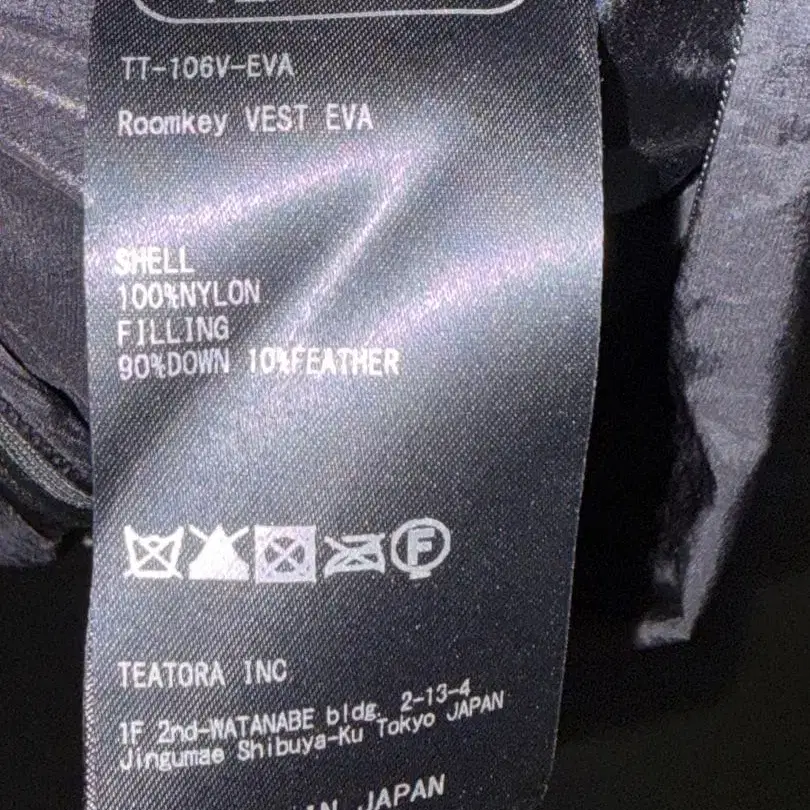 TT-106V-EVA
Roomkey VEST EVA
SHELL
100%NYLON
FILLING
90%DOWN 10%FEATHER
F
TEATORA INC
1F 2nd-WATANABE bldg. 2-13-4
Jingumae Shibuya-Ku Tokyo JAPAN
JAPAN